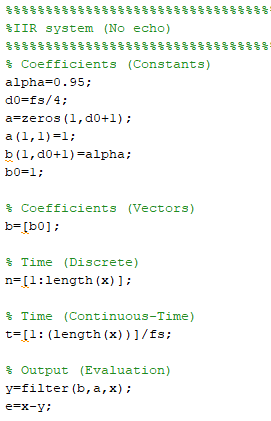 %%%%%%%%%%%%%%%%%%%%%%%%%%%%%%%%%%
%IIR system (No echo)
%%%%%%%%%%%%%%%%%%%%%%%%%%%%%%%%%%
% Coefficients (Constants)
alpha=0.95;
d0=fs/4;
a=zeros(1,d0+1);
a(1,1)=1;
b(1,d0+1)=alpha;
b0=1;
% Coefficients (Vectors)
b=[b0];
% Time (Discrete)
n=[1:length(x)];
% Time (Continuous-Time)
t=[1:(length(x))]/fs;
% Output (Evaluation)
y=filter(b,a,x);
e=x-y;